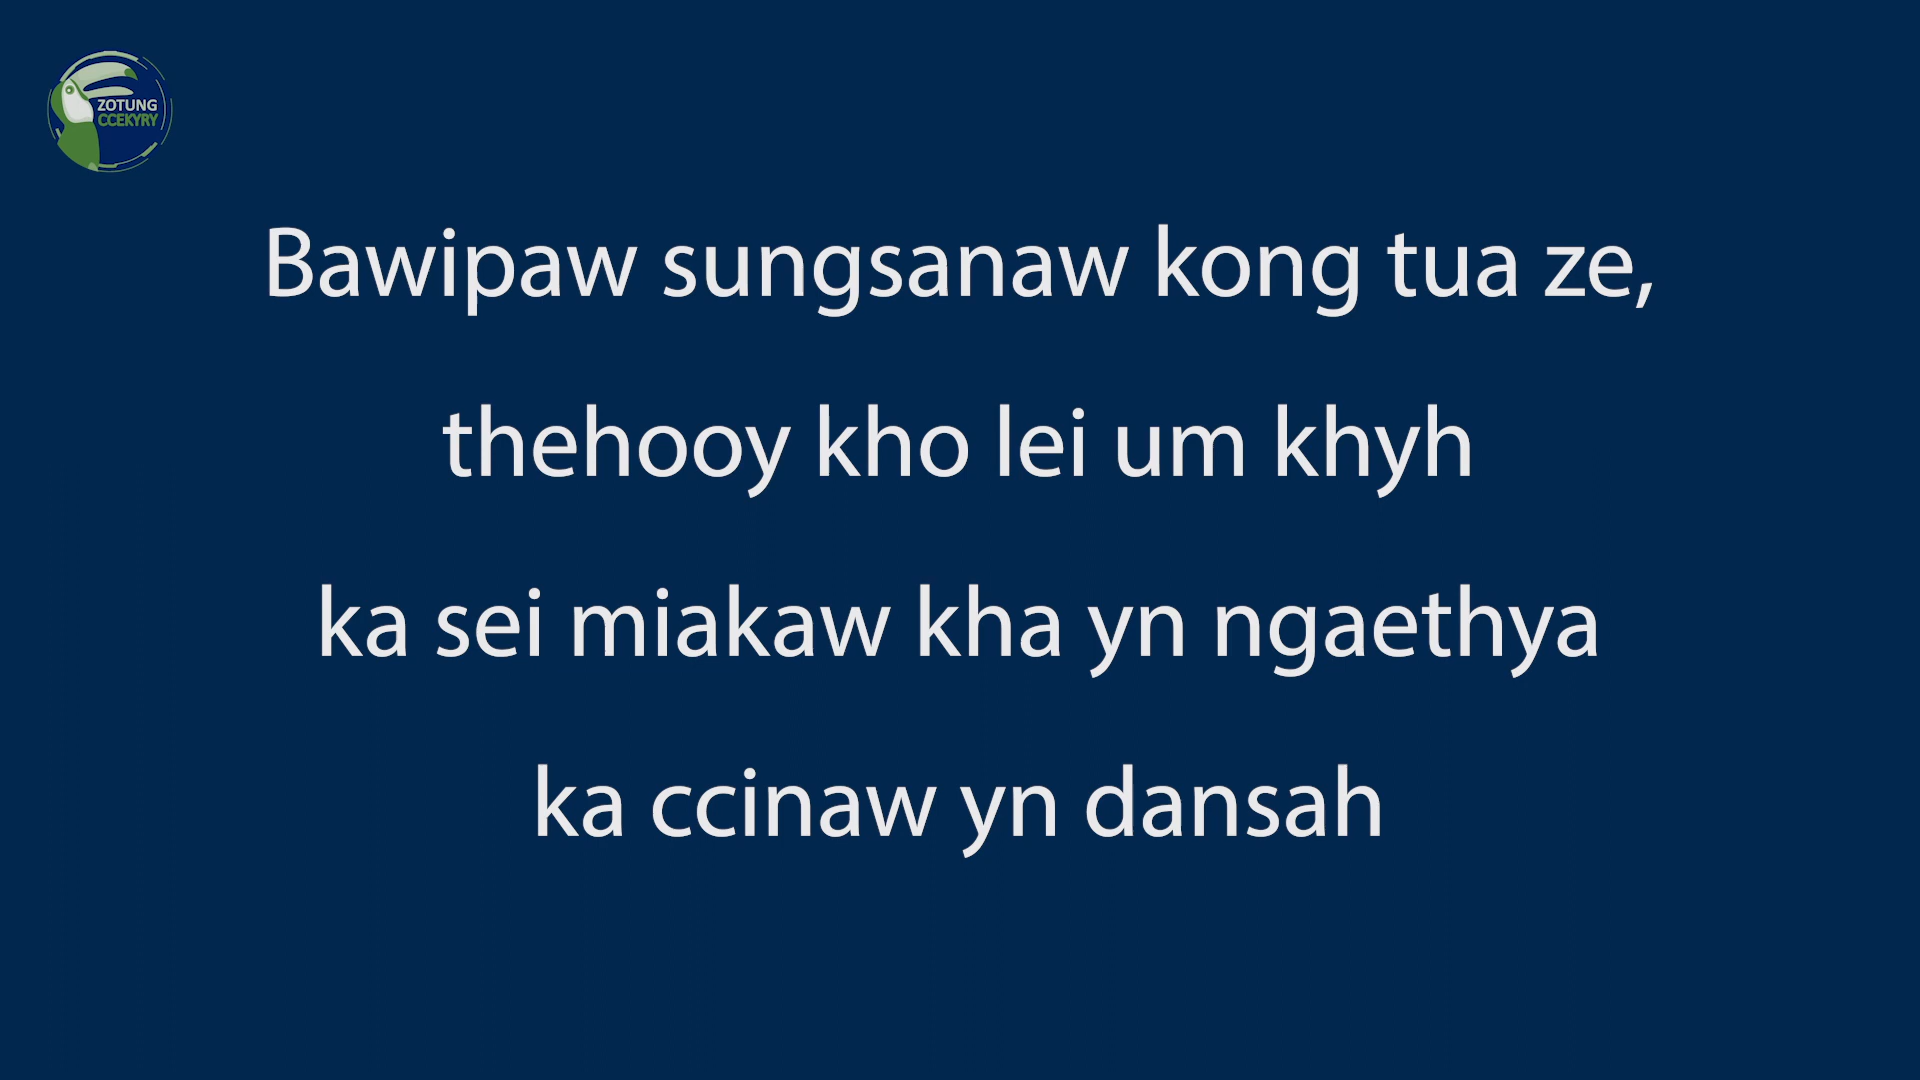 ZOTUNG
CCEKYRY
Bawipaw sungsanaw kong tua ze,
thehooy kho lei um khyh
ka sei miakaw kha yn ngaethya
ka ccinaw yn dansah